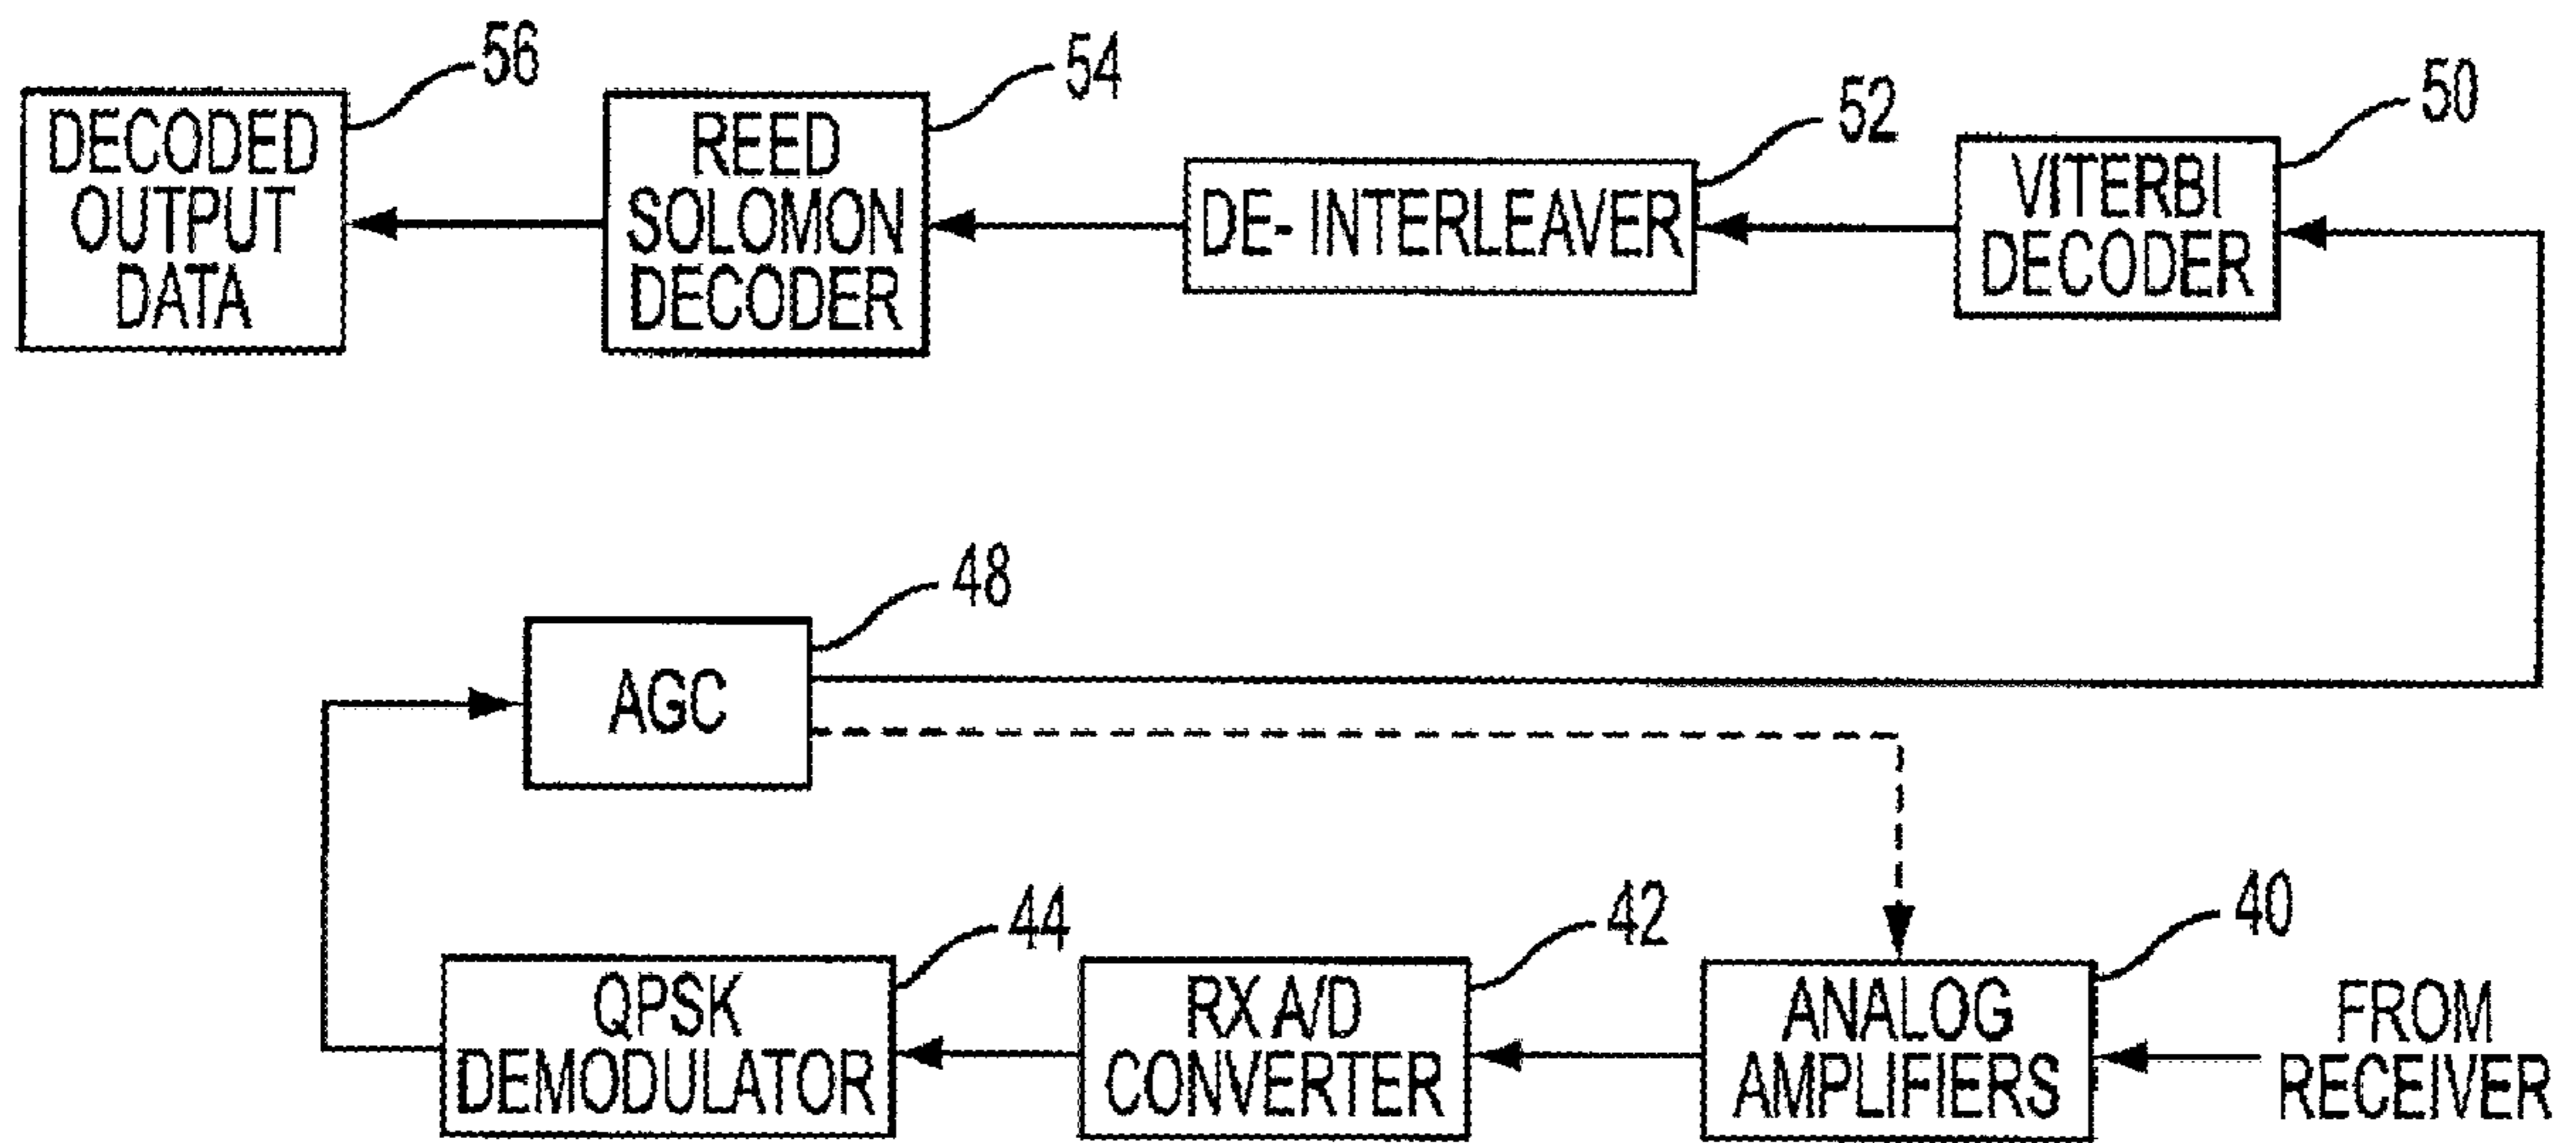 56
DECODED
OUTPUT
DATA
54
REED
SOLOMON
DECODER
52
DE- INTERLEAVER
50
VITERBI
DECODER
48
AGC
44
QPSK
DEMODULATOR
42
RX A/D
CONVERTER
40
ANALOG
AMPLIFIERS
FROM
RECEIVER